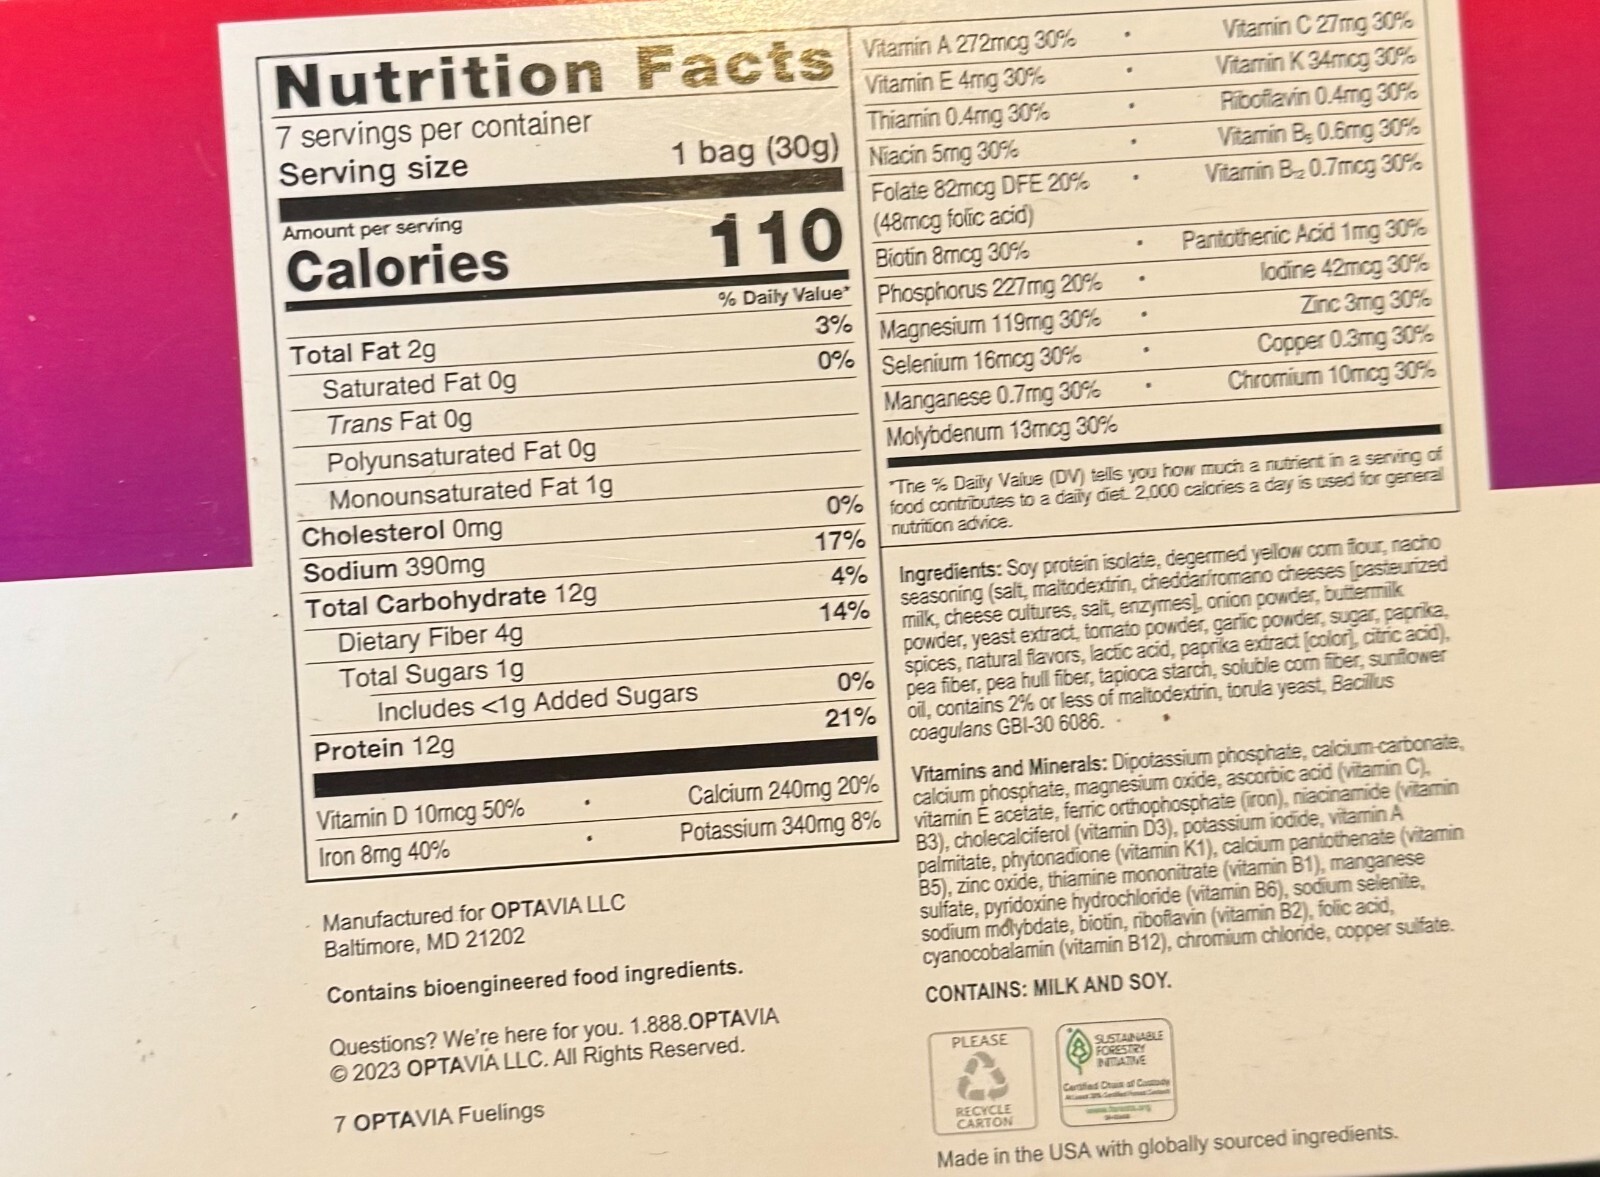 Nutrition Facts
7 servings per container
Serving size 1 bag (30g)
Amount per serving
Calories 110
% Daily Value*
Total Fat 2g 3%
Saturated Fat 0g 0%
Trans Fat 0g
Polyunsaturated Fat 0g
Monounsaturated Fat 1g
Cholesterol 0mg 0%
Sodium 390mg 17%
Total Carbohydrate 12g 4%
Dietary Fiber 4g 14%
Total Sugars 1g
Includes <1g Added Sugars 0%
Protein 12g 21%
Vitamin D 10mcg 50% • Calcium 240mg 20%
Iron 8mg 40% • Potassium 340mg 8%
Vitamin A 272mcg 30% • Vitamin C 27mg 30%
Vitamin E 4mg 30% • Vitamin K 34mcg 30%
Thiamin 0.4mg 30% • Riboflavin 0.4mg 30%
Niacin 5mg 30% • Vitamin B₆ 0.6mg 30%
Folate 82mcg DFE 20% • Vitamin B₁₂ 0.7mcg 30%
(48mcg folic acid)
Biotin 8mcg 30% • Pantothenic Acid 1mg 30%
Phosphorus 227mg 20% • Iodine 42mcg 30%
Magnesium 119mg 30% • Zinc 3mg 30%
Selenium 16mcg 30% • Copper 0.3mg 30%
Manganese 0.7mg 30% • Chromium 10mcg 30%
Molybdenum 13mcg 30%
*The % Daily Value (DV) tells you how much a nutrient in a serving of
food contributes to a daily diet. 2,000 calories a day is used for general
nutrition advice.
Ingredients: Soy protein isolate, degermed yellow corn flour, nacho
seasoning (salt, maltodextrin, cheddar/romano cheeses [pasteurized
milk, cheese cultures, salt, enzymes], onion powder, buttermilk
powder, yeast extract, tomato powder, garlic powder, sugar, paprika,
spices, natural flavors, lactic acid, paprika extract [color], citric acid),
pea fiber, pea hull fiber, tapioca starch, soluble corn fiber, sunflower
oil, contains 2% or less of maltodextrin, torula yeast, Bacillus
coagulans GBI-30 6086.
Vitamins and Minerals: Dipotassium phosphate, calcium-carbonate,
calcium phosphate, magnesium oxide, ascorbic acid (vitamin C),
vitamin E acetate, ferric orthophosphate (iron), niacinamide (vitamin
B3), cholecalciferol (vitamin D3), potassium iodide, vitamin A
palmitate, phytonadione (vitamin K1), calcium pantothenate (vitamin
B5), zinc oxide, thiamine mononitrate (vitamin B1), manganese
sulfate, pyridoxine hydrochloride (vitamin B6), sodium selenite,
sodium molybdate, biotin, riboflavin (vitamin B2), folic acid,
cyanocobalamin (vitamin B12), chromium chloride, copper sulfate.
CONTAINS: MILK AND SOY.
Manufactured for OPTAVIA LLC
Baltimore, MD 21202
Contains bioengineered food ingredients.
Questions? We're here for you. 1.888.OPTAVIA
© 2023 OPTAVIA LLC. All Rights Reserved.
7 OPTAVIA Fuelings
PLEASE
RECYCLE
CARTON
SUSTAINABLE
FORESTRY
INITIATIVE
Certified Chain of Custody
Made in the USA with globally sourced ingredients.